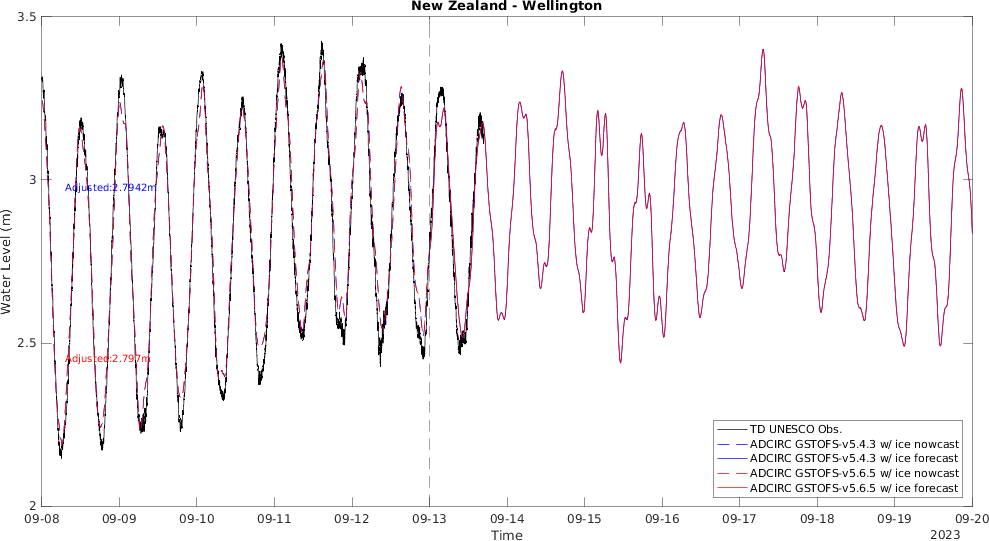 New Zealand - Wellington
3.5
3
2.5
2
Water Level (m)
Adjusted:2.7942m
Adjusted:2.797m
TD UNESCO Obs.
ADCIRC GSTOFS-v5.4.3 w/ ice nowcast
ADCIRC GSTOFS-v5.4.3 w/ ice forecast
ADCIRC GSTOFS-v5.6.5 w/ ice nowcast
ADCIRC GSTOFS-v5.6.5 w/ ice forecast
09-08 09-09 09-10 09-11 09-12 09-13 09-14 09-15 09-16 09-17 09-18 09-19 09-20
Time
2023